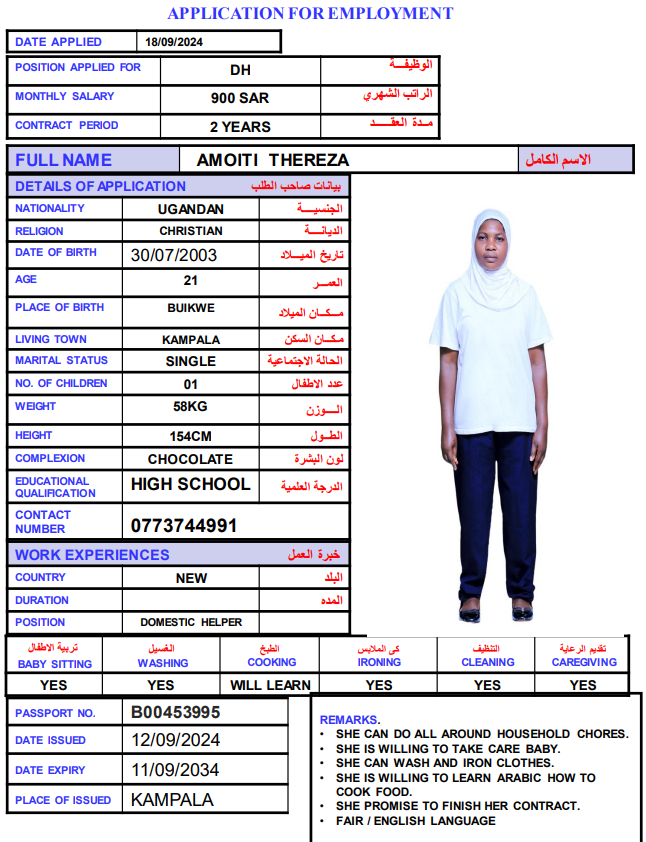 APPLICATION FOR EMPLOYMENT
DATE APPLIED 18/09/2024
POSITION APPLIED FOR DH الوظيفــة
MONTHLY SALARY 900 SAR الراتب الشهري
CONTRACT PERIOD 2 YEARS مـدة العقـــد
FULL NAME AMOITI THEREZA الاسم الكامل
DETAILS OF APPLICATION بيانات صاحب الطلب
NATIONALITY UGANDAN الجنسيـــة
RELIGION CHRISTIAN الديانـــة
DATE OF BIRTH 30/07/2003 تاريخ الميـــلاد
AGE 21 العمـــر
PLACE OF BIRTH BUIKWE مـكـــان الميلاد
LIVING TOWN KAMPALA مـكـان السكن
MARITAL STATUS SINGLE الحالة الاجتماعية
NO. OF CHILDREN 01 عدد الاطفال
WEIGHT 58KG الـــوزن
HEIGHT 154CM الطــول
COMPLEXION CHOCOLATE لون البشرة
EDUCATIONAL QUALIFICATION HIGH SCHOOL الدرجة العلمية
CONTACT NUMBER 0773744991
WORK EXPERIENCES خبرة العمل
COUNTRY NEW البلد
DURATION المده
POSITION DOMESTIC HELPER
تربية الاطفال الغسيل الطبخ كى الملابس التنظيف تقديم الرعاية
BABY SITTING WASHING COOKING IRONING CLEANING CAREGIVING
YES YES WILL LEARN YES YES YES
PASSPORT NO. B00453995
DATE ISSUED 12/09/2024
DATE EXPIRY 11/09/2034
PLACE OF ISSUED KAMPALA
REMARKS.
• SHE CAN DO ALL AROUND HOUSEHOLD CHORES.
• SHE IS WILLING TO TAKE CARE BABY.
• SHE CAN WASH AND IRON CLOTHES.
• SHE IS WILLING TO LEARN ARABIC HOW TO
COOK FOOD.
• SHE PROMISE TO FINISH HER CONTRACT.
• FAIR / ENGLISH LANGUAGE